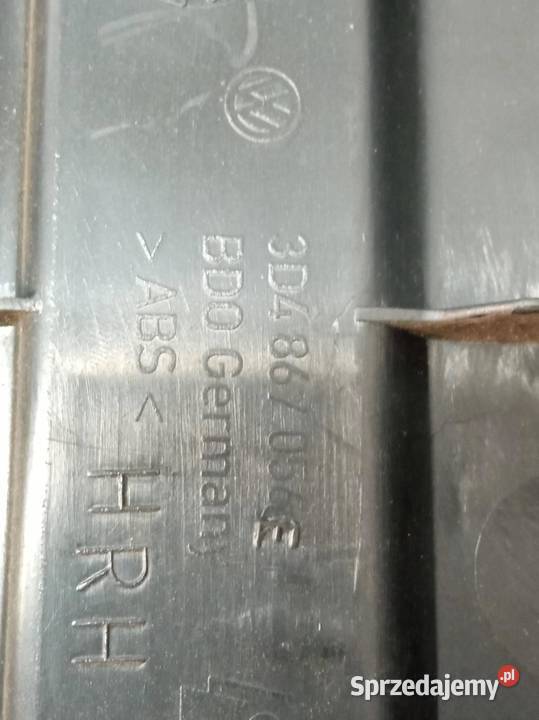 3D4 867 056 E
BDO Germany
> ABS <
HRH
Sprzedajemy.pl